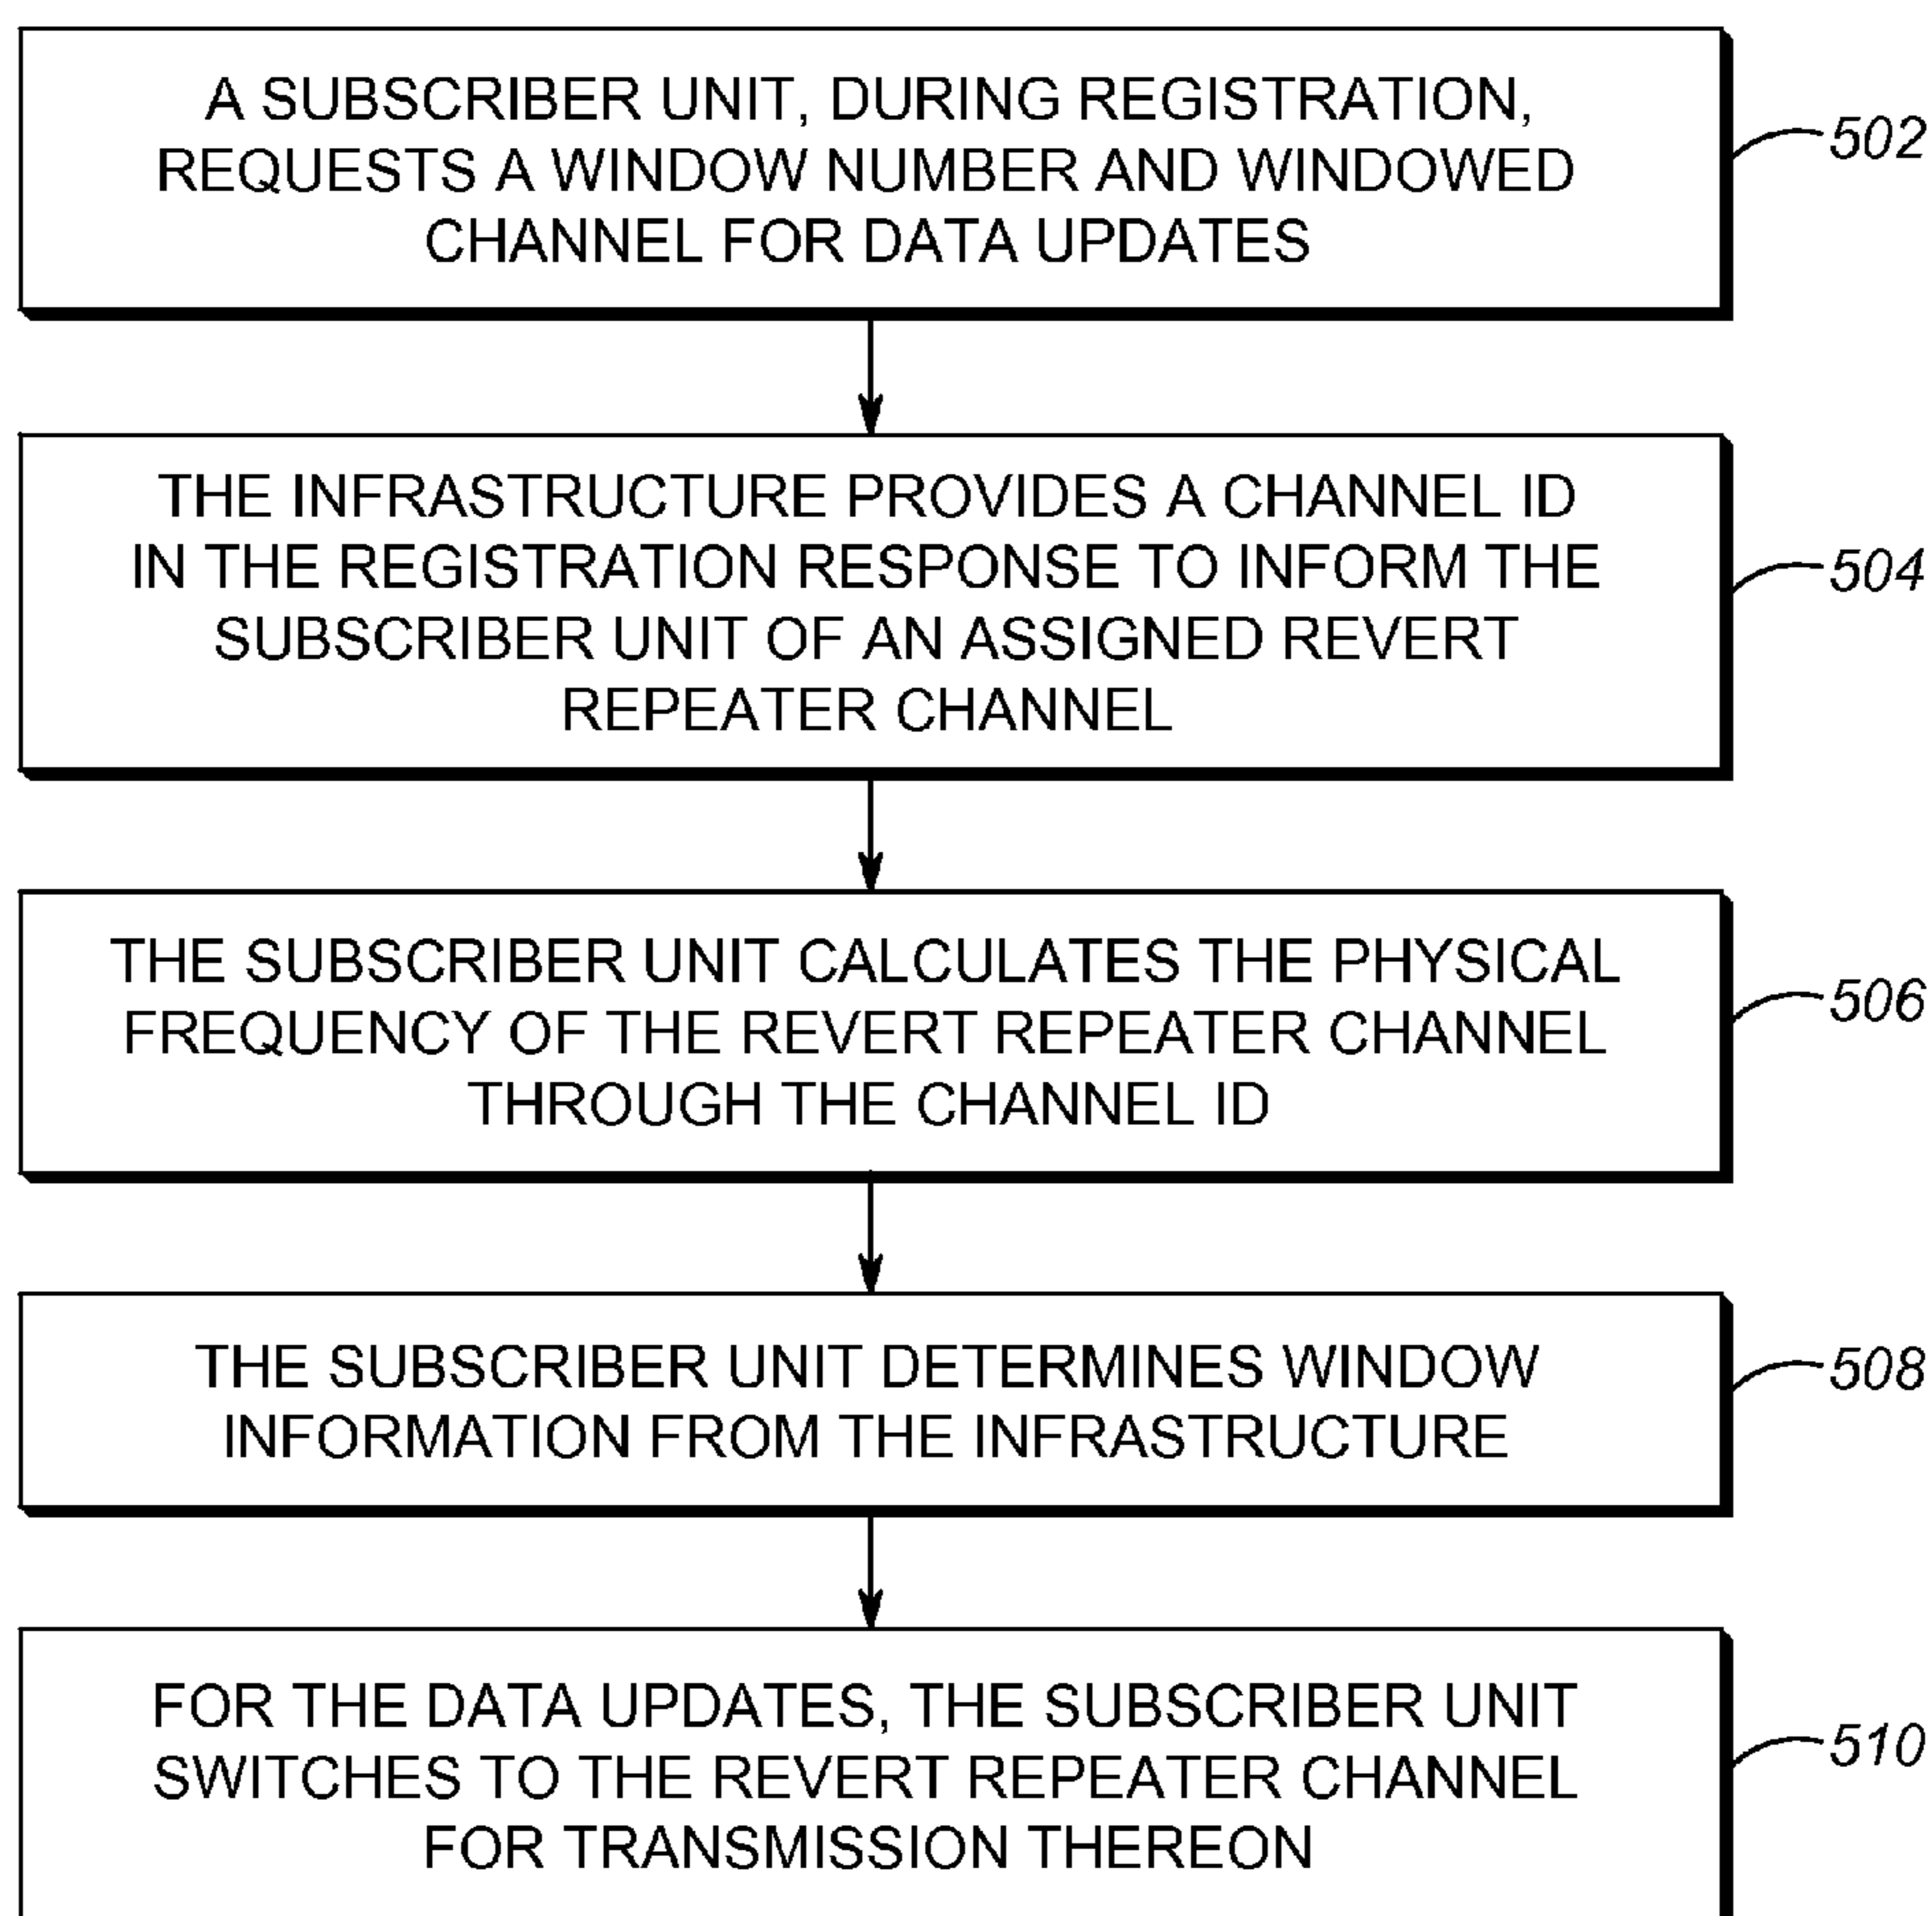 A SUBSCRIBER UNIT, DURING REGISTRATION,
REQUESTS A WINDOW NUMBER AND WINDOWED
CHANNEL FOR DATA UPDATES
502
THE INFRASTRUCTURE PROVIDES A CHANNEL ID
IN THE REGISTRATION RESPONSE TO INFORM THE
SUBSCRIBER UNIT OF AN ASSIGNED REVERT
REPEATER CHANNEL
504
THE SUBSCRIBER UNIT CALCULATES THE PHYSICAL
FREQUENCY OF THE REVERT REPEATER CHANNEL
THROUGH THE CHANNEL ID
506
THE SUBSCRIBER UNIT DETERMINES WINDOW
INFORMATION FROM THE INFRASTRUCTURE
508
FOR THE DATA UPDATES, THE SUBSCRIBER UNIT
SWITCHES TO THE REVERT REPEATER CHANNEL
FOR TRANSMISSION THEREON
510